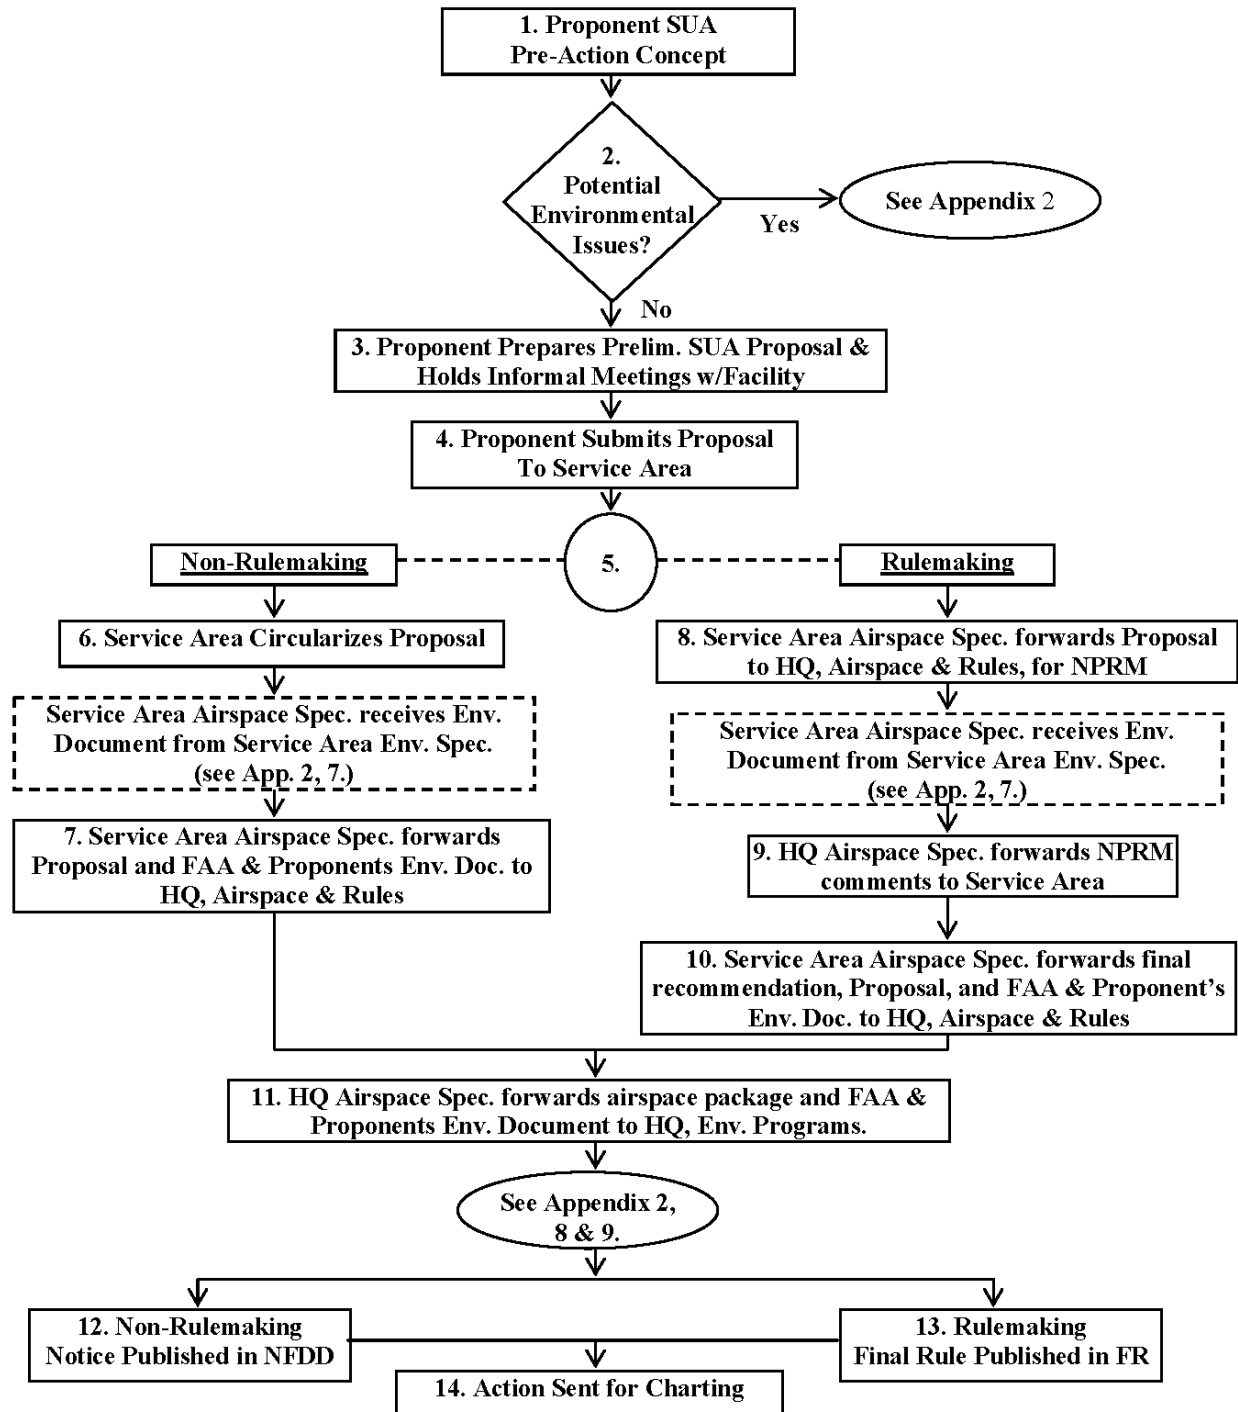 1. Proponent SUA
Pre-Action Concept
2.
Potential
Environmental
Issues?
Yes
See Appendix 2
No
3. Proponent Prepares Prelim. SUA Proposal &
Holds Informal Meetings w/Facility
4. Proponent Submits Proposal
To Service Area
5.
Non-Rulemaking
6. Service Area Circularizes Proposal
Service Area Airspace Spec. receives Env.
Document from Service Area Env. Spec.
(see App. 2, 7.)
7. Service Area Airspace Spec. forwards
Proposal and FAA & Proponents Env. Doc. to
HQ, Airspace & Rules
Rulemaking
8. Service Area Airspace Spec. forwards Proposal
to HQ, Airspace & Rules, for NPRM
Service Area Airspace Spec. receives Env.
Document from Service Area Env. Spec.
(see App. 2, 7.)
9. HQ Airspace Spec. forwards NPRM
comments to Service Area
10. Service Area Airspace Spec. forwards final
recommendation, Proposal, and FAA & Proponent’s
Env. Doc. to HQ, Airspace & Rules
11. HQ Airspace Spec. forwards airspace package and FAA &
Proponents Env. Document to HQ, Env. Programs.
See Appendix 2,
8 & 9.
12. Non-Rulemaking
Notice Published in NFDD
13. Rulemaking
Final Rule Published in FR
14. Action Sent for Charting